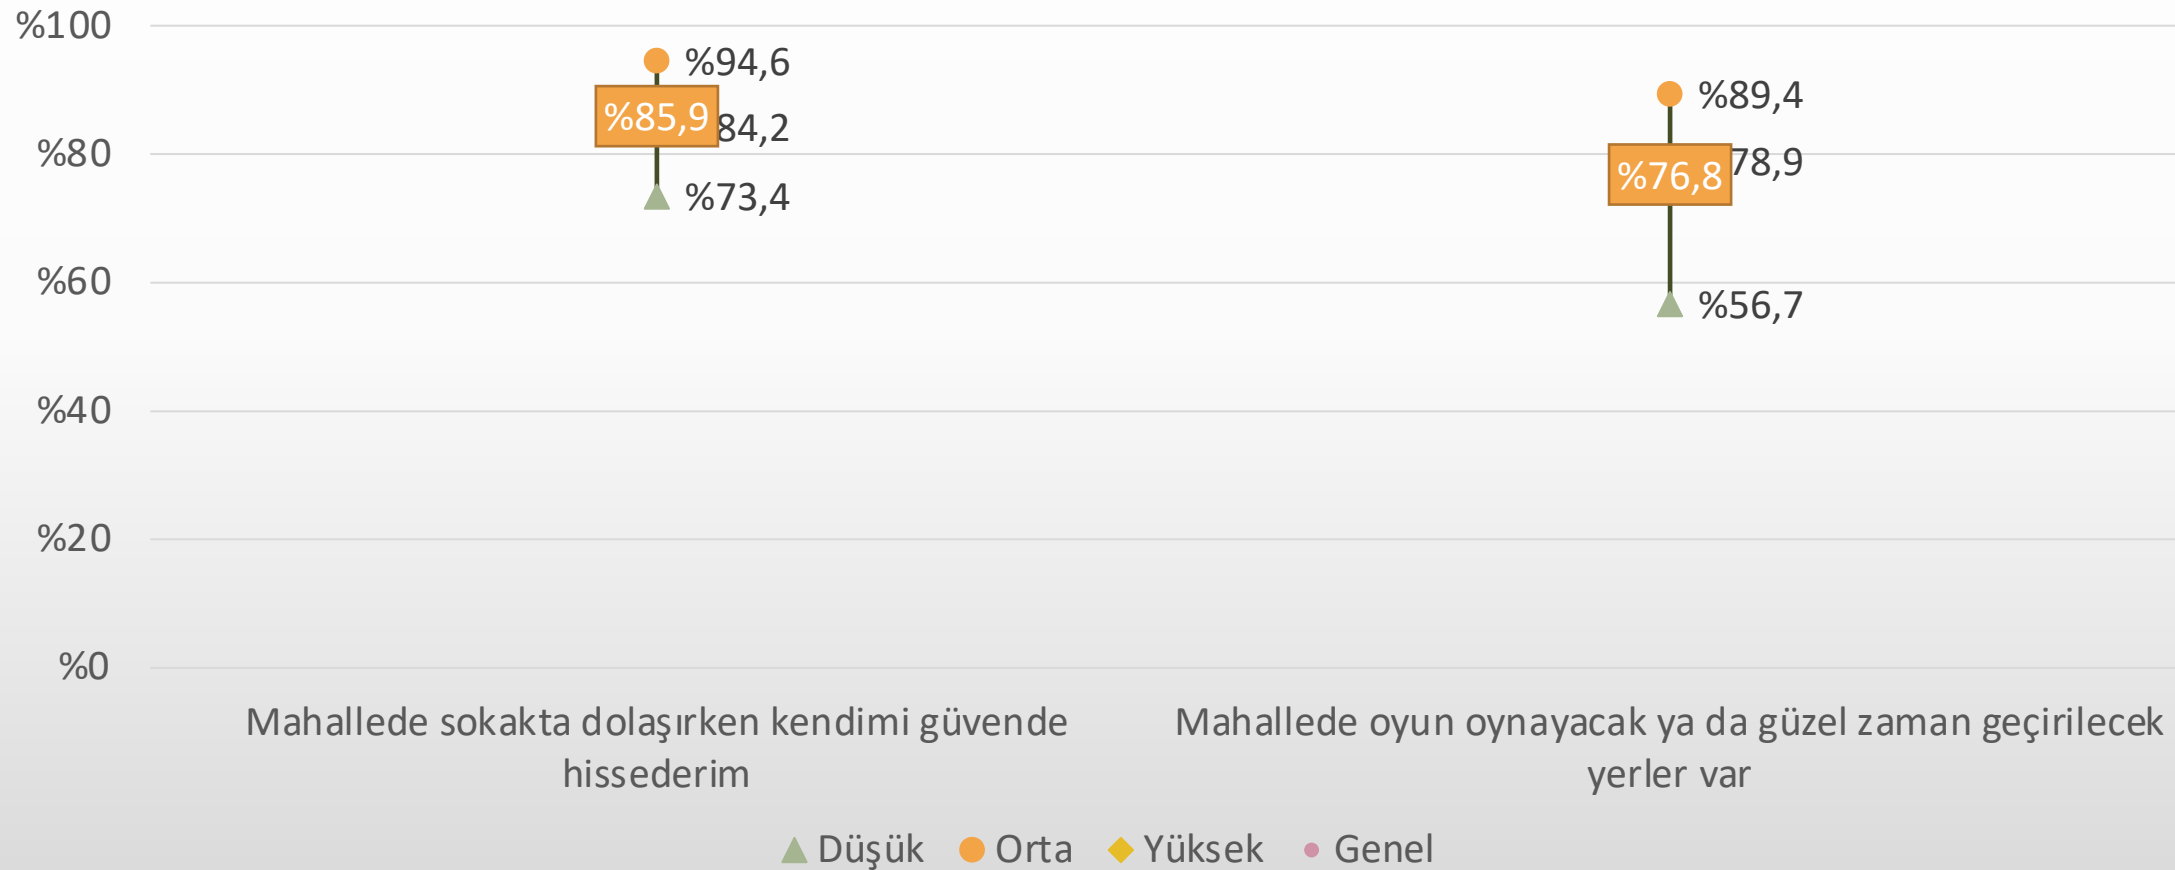 %100
%80
%60
%40
%20
%0
%94,6
%85,9
84,2
%73,4
%89,4
78,9
%76,8
%56,7
Mahallede sokakta dolaşırken kendimi güvende
hissederim
Mahallede oyun oynayacak ya da güzel zaman geçirilecek
yerler var
Düşük Orta Yüksek Genel